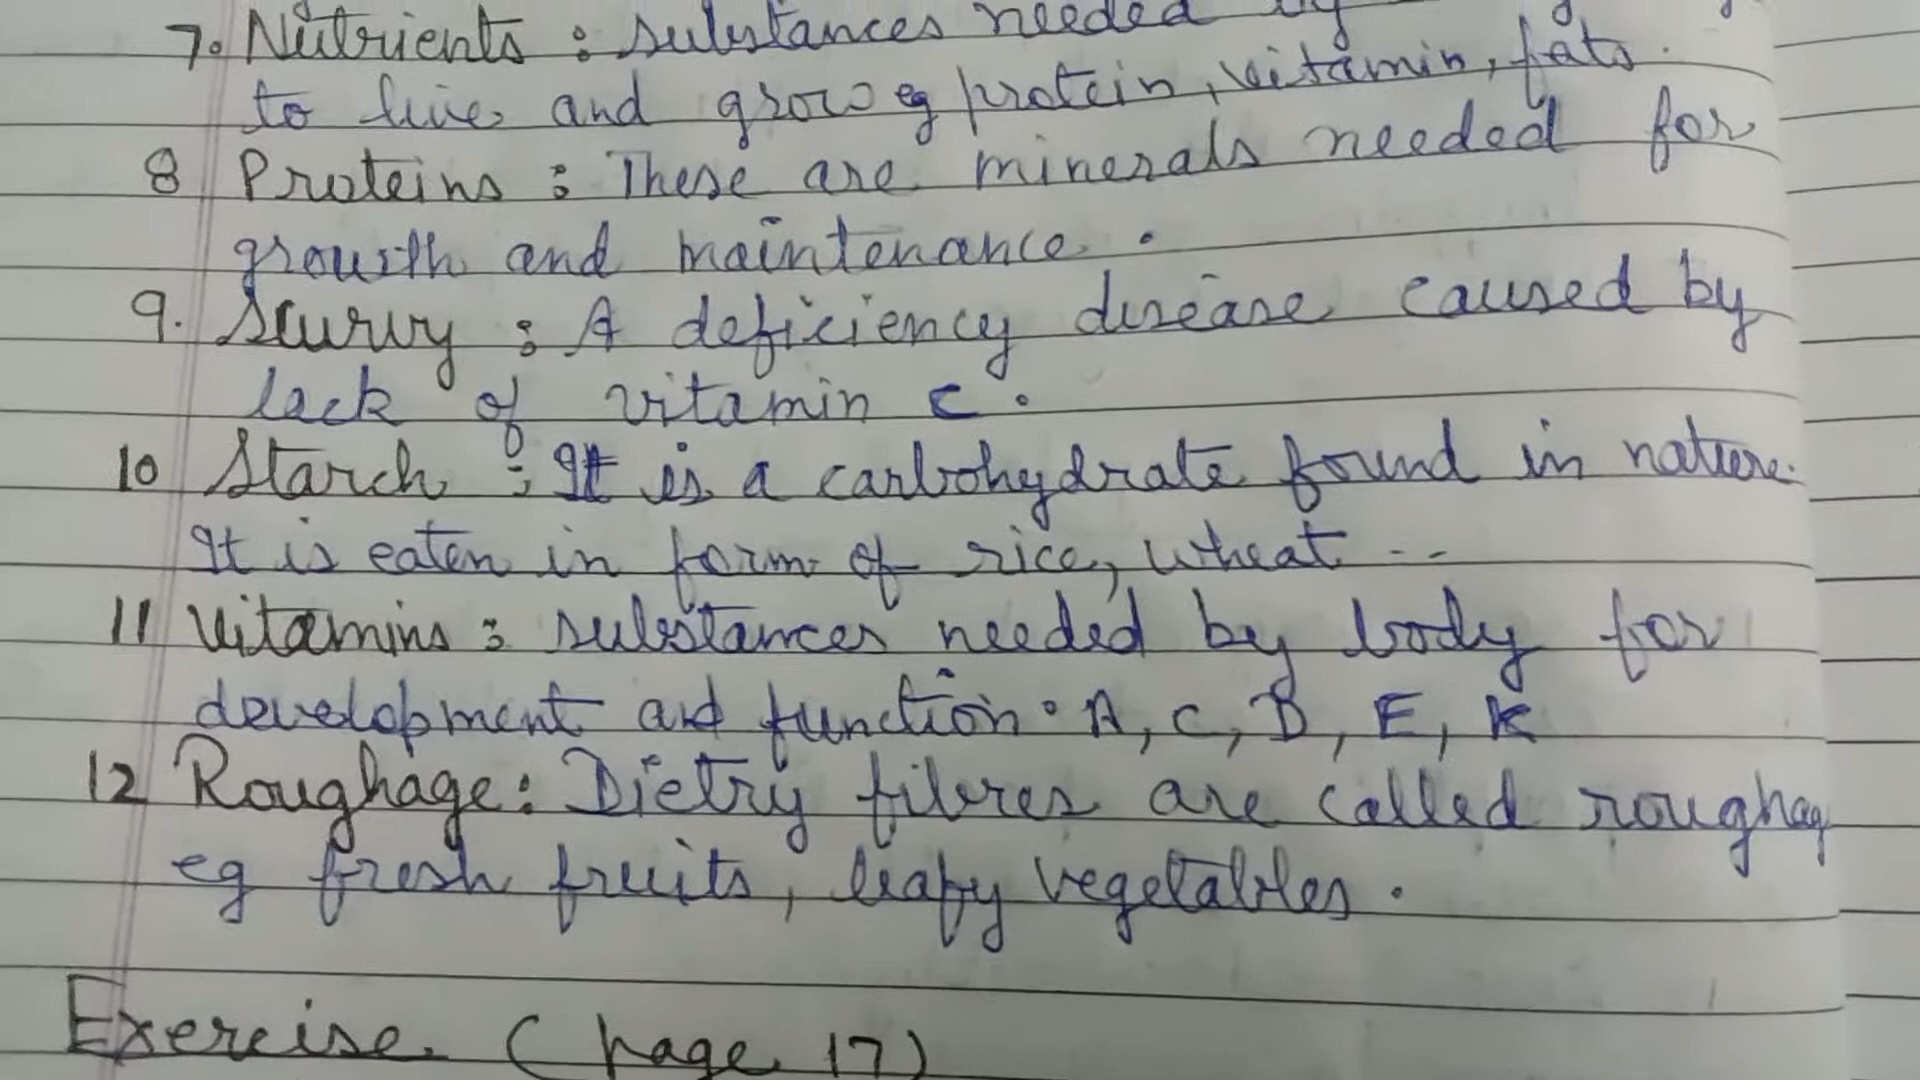 7. Nutrients : substances needed by
to live and grow eg protein, vitamin, fats.
8 Proteins : These are minerals needed for
growth and maintenance.
9. Scurvy : A deficiency disease caused by
lack of vitamin C.
10 Starch : It is a carbohydrate found in nature.
It is eaten in form of rice, wheat --
11 Vitamins : substances needed by body for
development and function. A, C, D, E, K
12 Roughage : Dietry fibres are called roughag
eg fresh fruits, leafy vegetables.
Exercise (page 17)